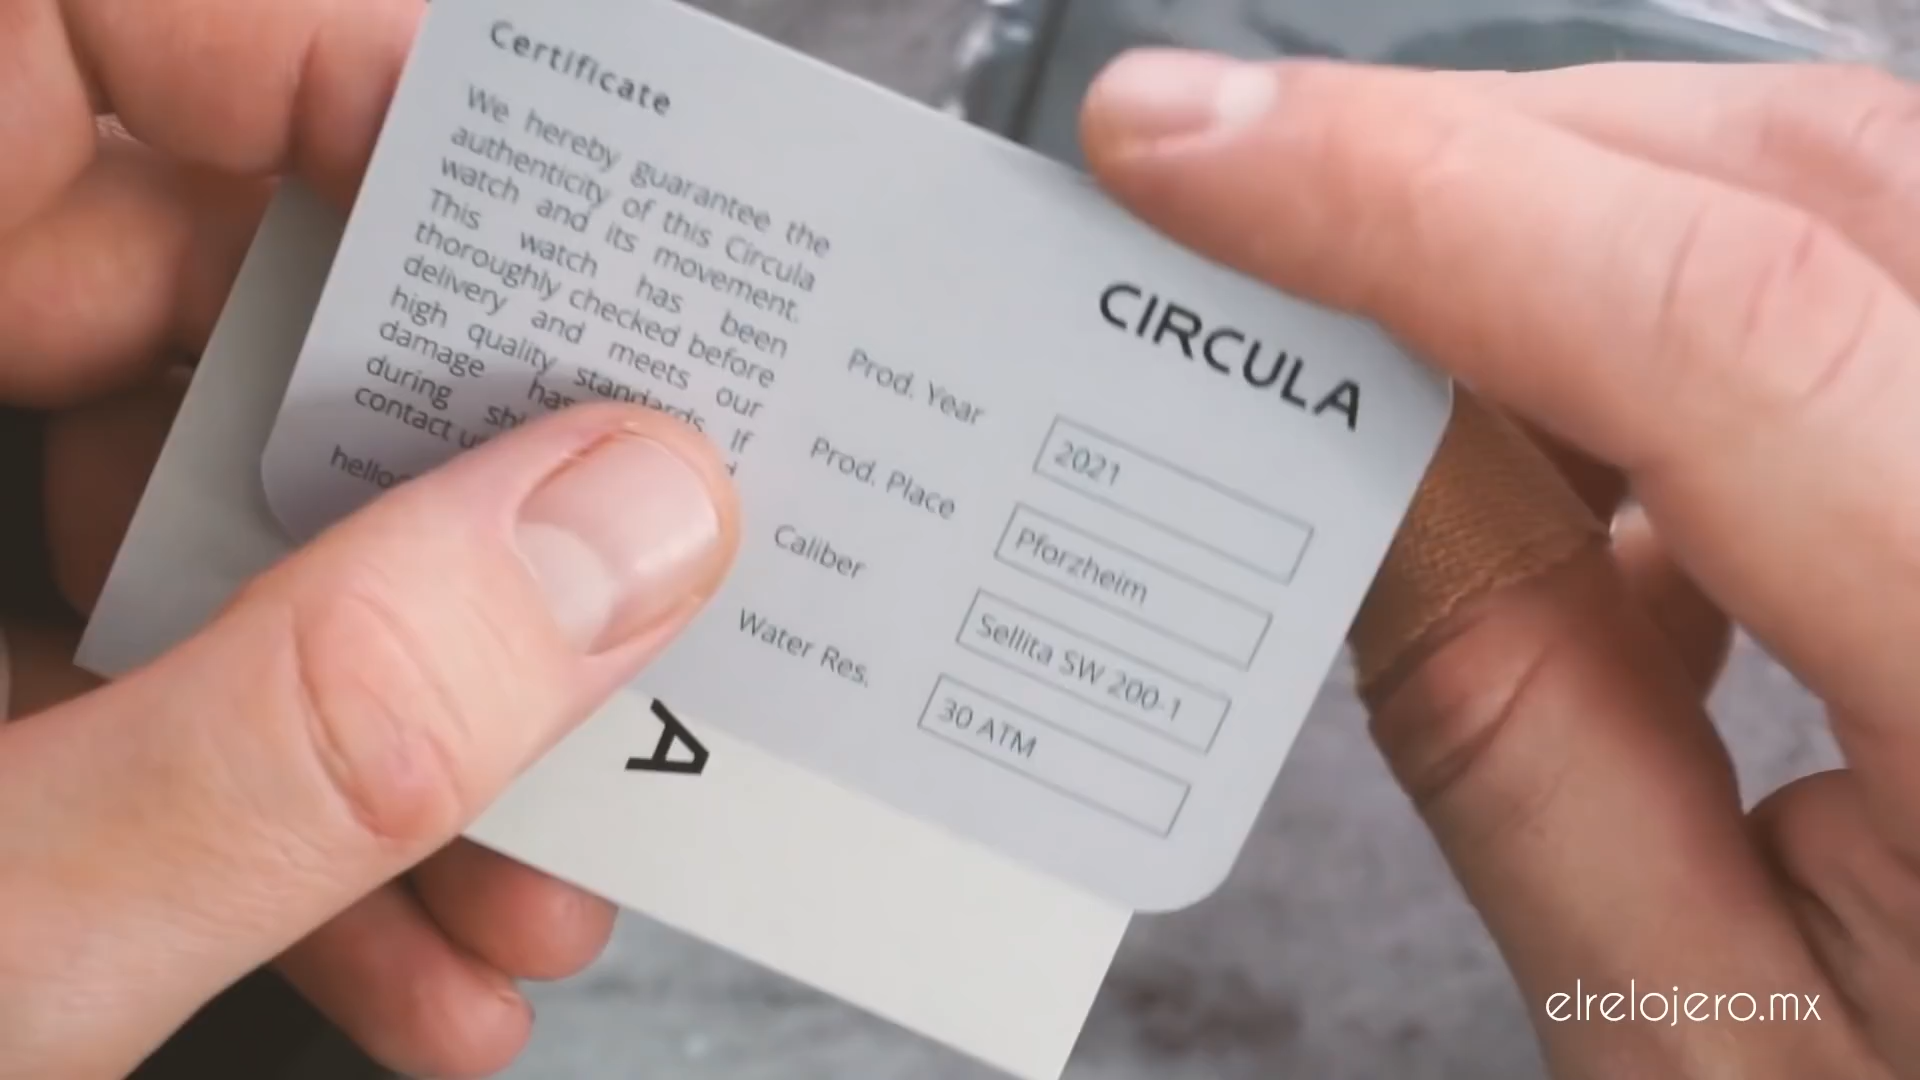 Certificate
We hereby guarantee the
authenticity of this Circula
watch and its movement.
This watch has been
thoroughly checked before
delivery and meets our
high quality standards. If
damage has
during
contact
CIRCULA
Prod. Year
2021
Prod. Place
Pforzheim
Caliber
Sellita SW 200-1
Water Res.
30 ATM
A
elrelojero.mx